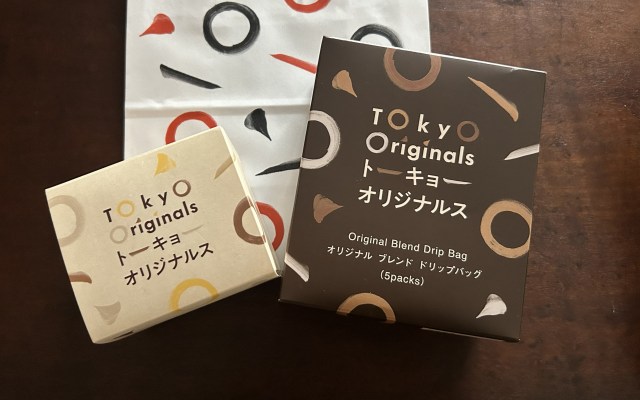 Tokyo
Originals
トーキョー
オリジナルス
Tokyo
Originals
トーキョー
オリジナルス
Original Blend Drip Bag
オリジナル ブレンド ドリップバッグ
(5packs)